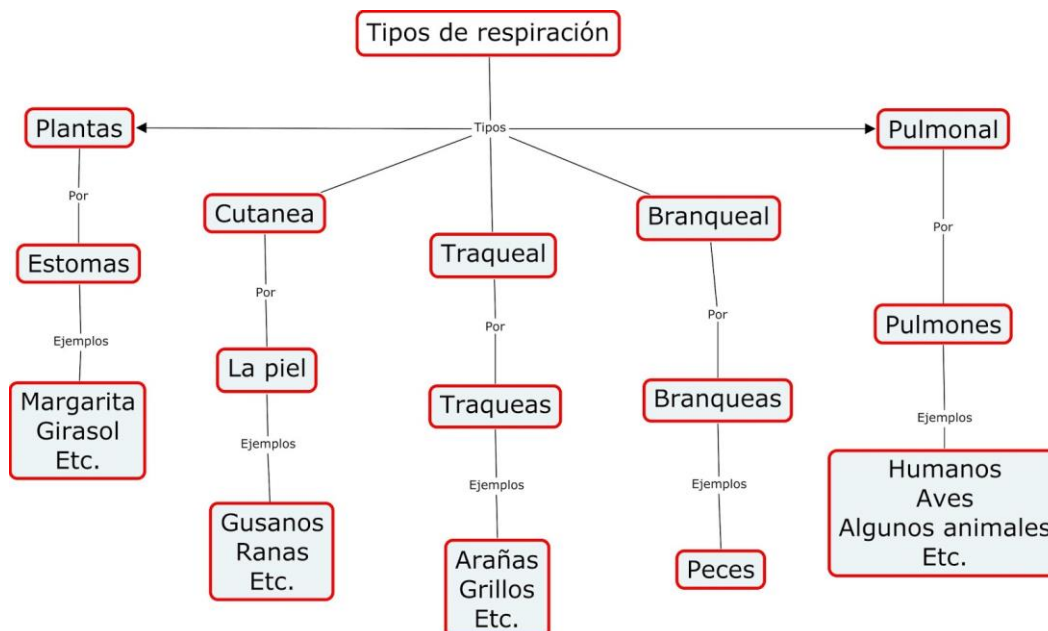 Tipos de respiración
Tipos
Plantas
Por
Estomas
Ejemplos
Margarita
Girasol
Etc.
Cutanea
Por
La piel
Ejemplos
Gusanos
Ranas
Etc.
Traqueal
Por
Traqueas
Ejemplos
Arañas
Grillos
Etc.
Branqueal
Por
Branqueas
Ejemplos
Peces
Pulmonal
Por
Pulmones
Ejemplos
Humanos
Aves
Algunos animales
Etc.